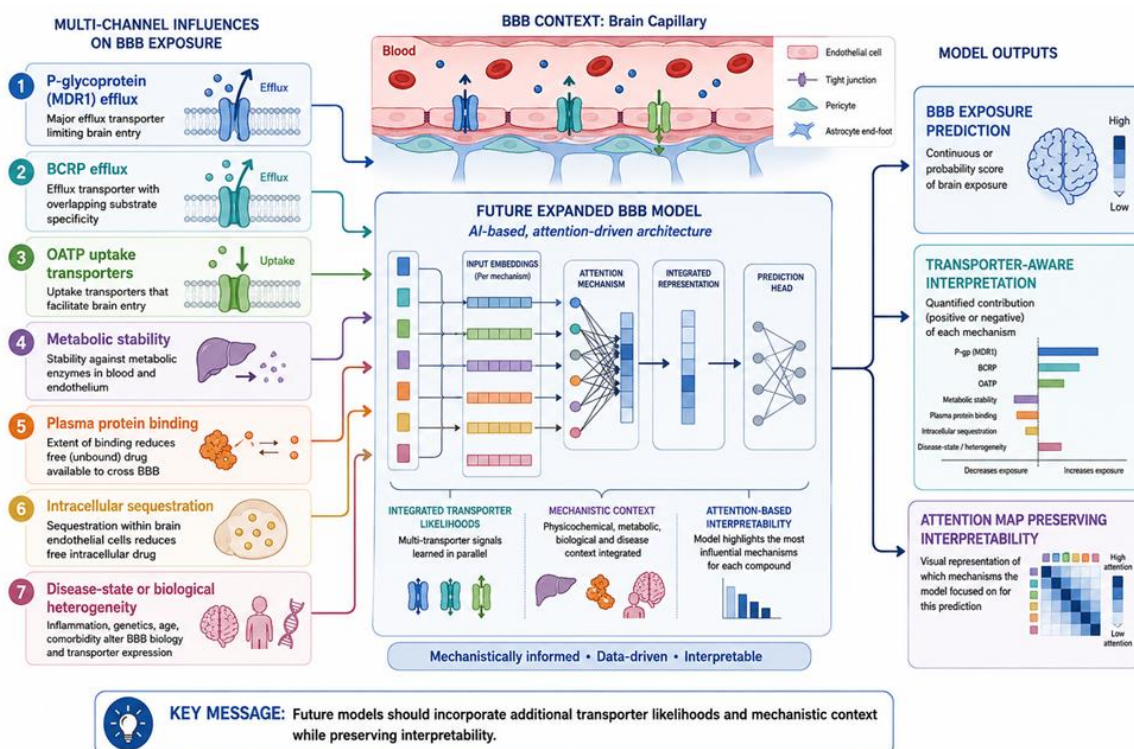 MULTI-CHANNEL INFLUENCES
ON BBB EXPOSURE
1
P-glycoprotein
(MDR1) efflux
Major efflux transporter
limiting brain entry
Efflux
2
BCRP efflux
Efflux transporter with
overlapping substrate
specificity
Efflux
3
OATP uptake
transporters
Uptake transporters that
facilitate brain entry
Uptake
4
Metabolic stability
Stability against metabolic
enzymes in blood and
endothelium
5
Plasma protein binding
Extent of binding reduces
free (unbound) drug
available to cross BBB
6
Intracellular sequestration
Sequestration within brain
endothelial cells reduces
free intracellular drug
7
Disease-state or biological
heterogeneity
Inflammation, genetics, age,
comorbidity alter BBB biology
and transporter expression
BBB CONTEXT: Brain Capillary
Blood
Endothelial cell
Tight junction
Pericyte
Astrocyte end-foot
FUTURE EXPANDED BBB MODEL
AI-based, attention-driven architecture
INPUT EMBEDDINGS
(Per mechanism)
ATTENTION
MECHANISM
INTEGRATED
REPRESENTATION
PREDICTION
HEAD
INTEGRATED TRANSPORTER
LIKELIHOODS
Multi-transporter signals
learned in parallel
MECHANISTIC CONTEXT
Physicochemical, metabolic,
biological and disease
context integrated
ATTENTION-BASED
INTERPRETABILITY
Model highlights the most
influential mechanisms
for each compound
Mechanistically informed • Data-driven • Interpretable
MODEL OUTPUTS
BBB EXPOSURE
PREDICTION
Continuous or
probability score
of brain exposure
High
Low
TRANSPORTER-AWARE
INTERPRETATION
Quantified contribution
(positive or negative)
of each mechanism
P-gp (MDR1)
BCRP
OATP
Metabolic stability
Plasma protein binding
Intracellular sequestration
Disease-state / heterogeneity
Decreases exposure
Increases exposure
ATTENTION MAP PRESERVING
INTERPRETABILITY
Visual representation of
which mechanisms the
model focused on for
this prediction
High
attention
Low
attention
KEY MESSAGE: Future models should incorporate additional transporter likelihoods and mechanistic context
while preserving interpretability.